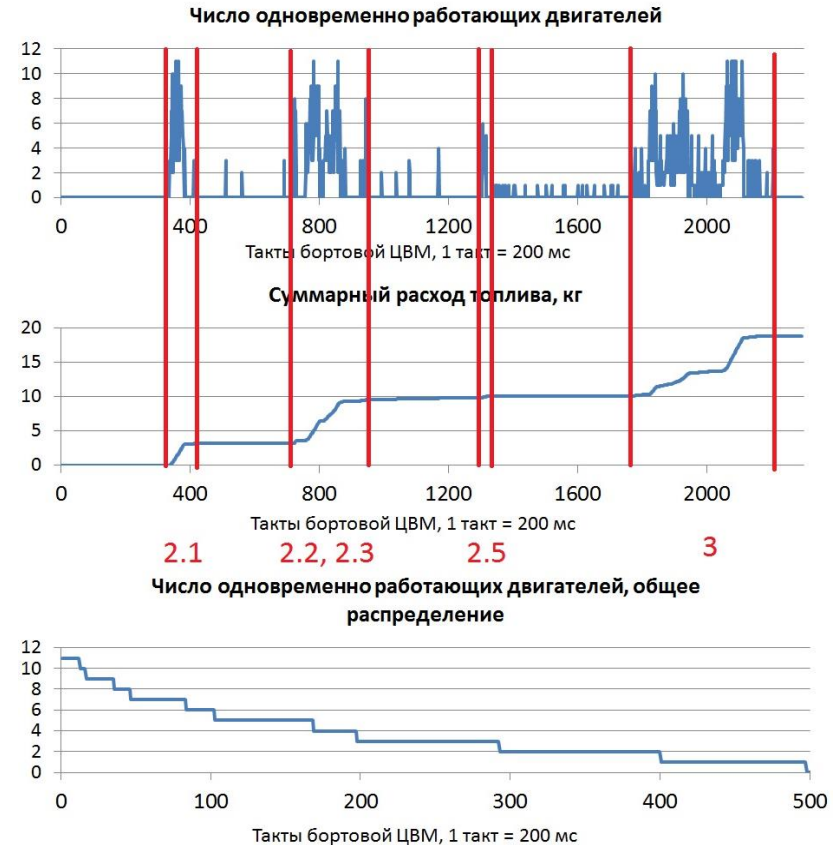 Число одновременно работающих двигателей
12
10
8
6
4
2
0
0 400 800 1200 1600 2000
Такты бортовой ЦВМ, 1 такт = 200 мс
Суммарный расход топлива, кг
20
15
10
5
0
0 400 800 1200 1600 2000
Такты бортовой ЦВМ, 1 такт = 200 мс
2.1 2.2, 2.3 2.5 3
Число одновременно работающих двигателей, общее
распределение
12
10
8
6
4
2
0
0 100 200 300 400 500
Такты бортовой ЦВМ, 1 такт = 200 мс